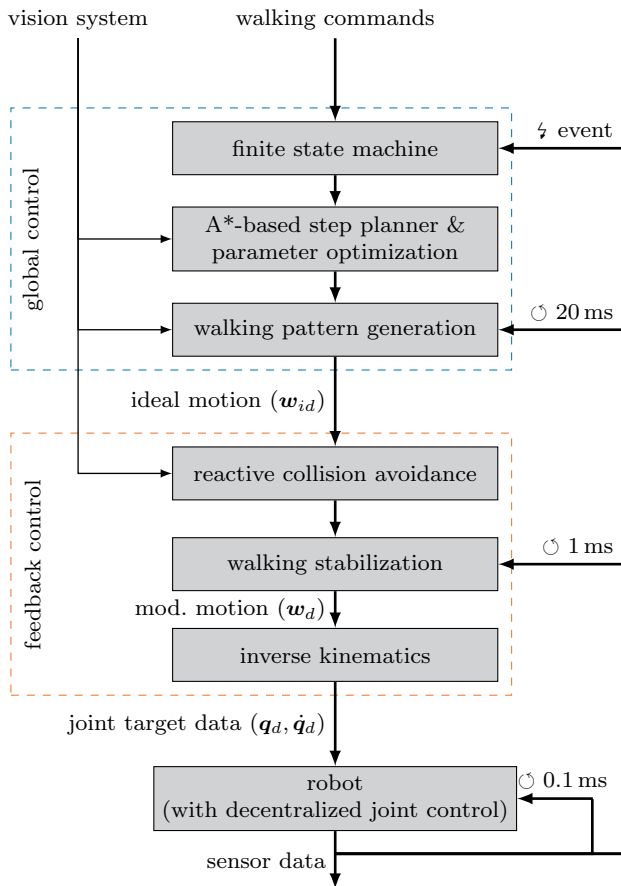 vision system
walking commands
finite state machine
↯ event
A*-based step planner &
parameter optimization
global control
walking pattern generation
↺ 20 ms
ideal motion (w_id)
reactive collision avoidance
feedback control
walking stabilization
↺ 1 ms
mod. motion (w_d)
inverse kinematics
joint target data (q_d, q̇_d)
robot
(with decentralized joint control)
↺ 0.1 ms
sensor data